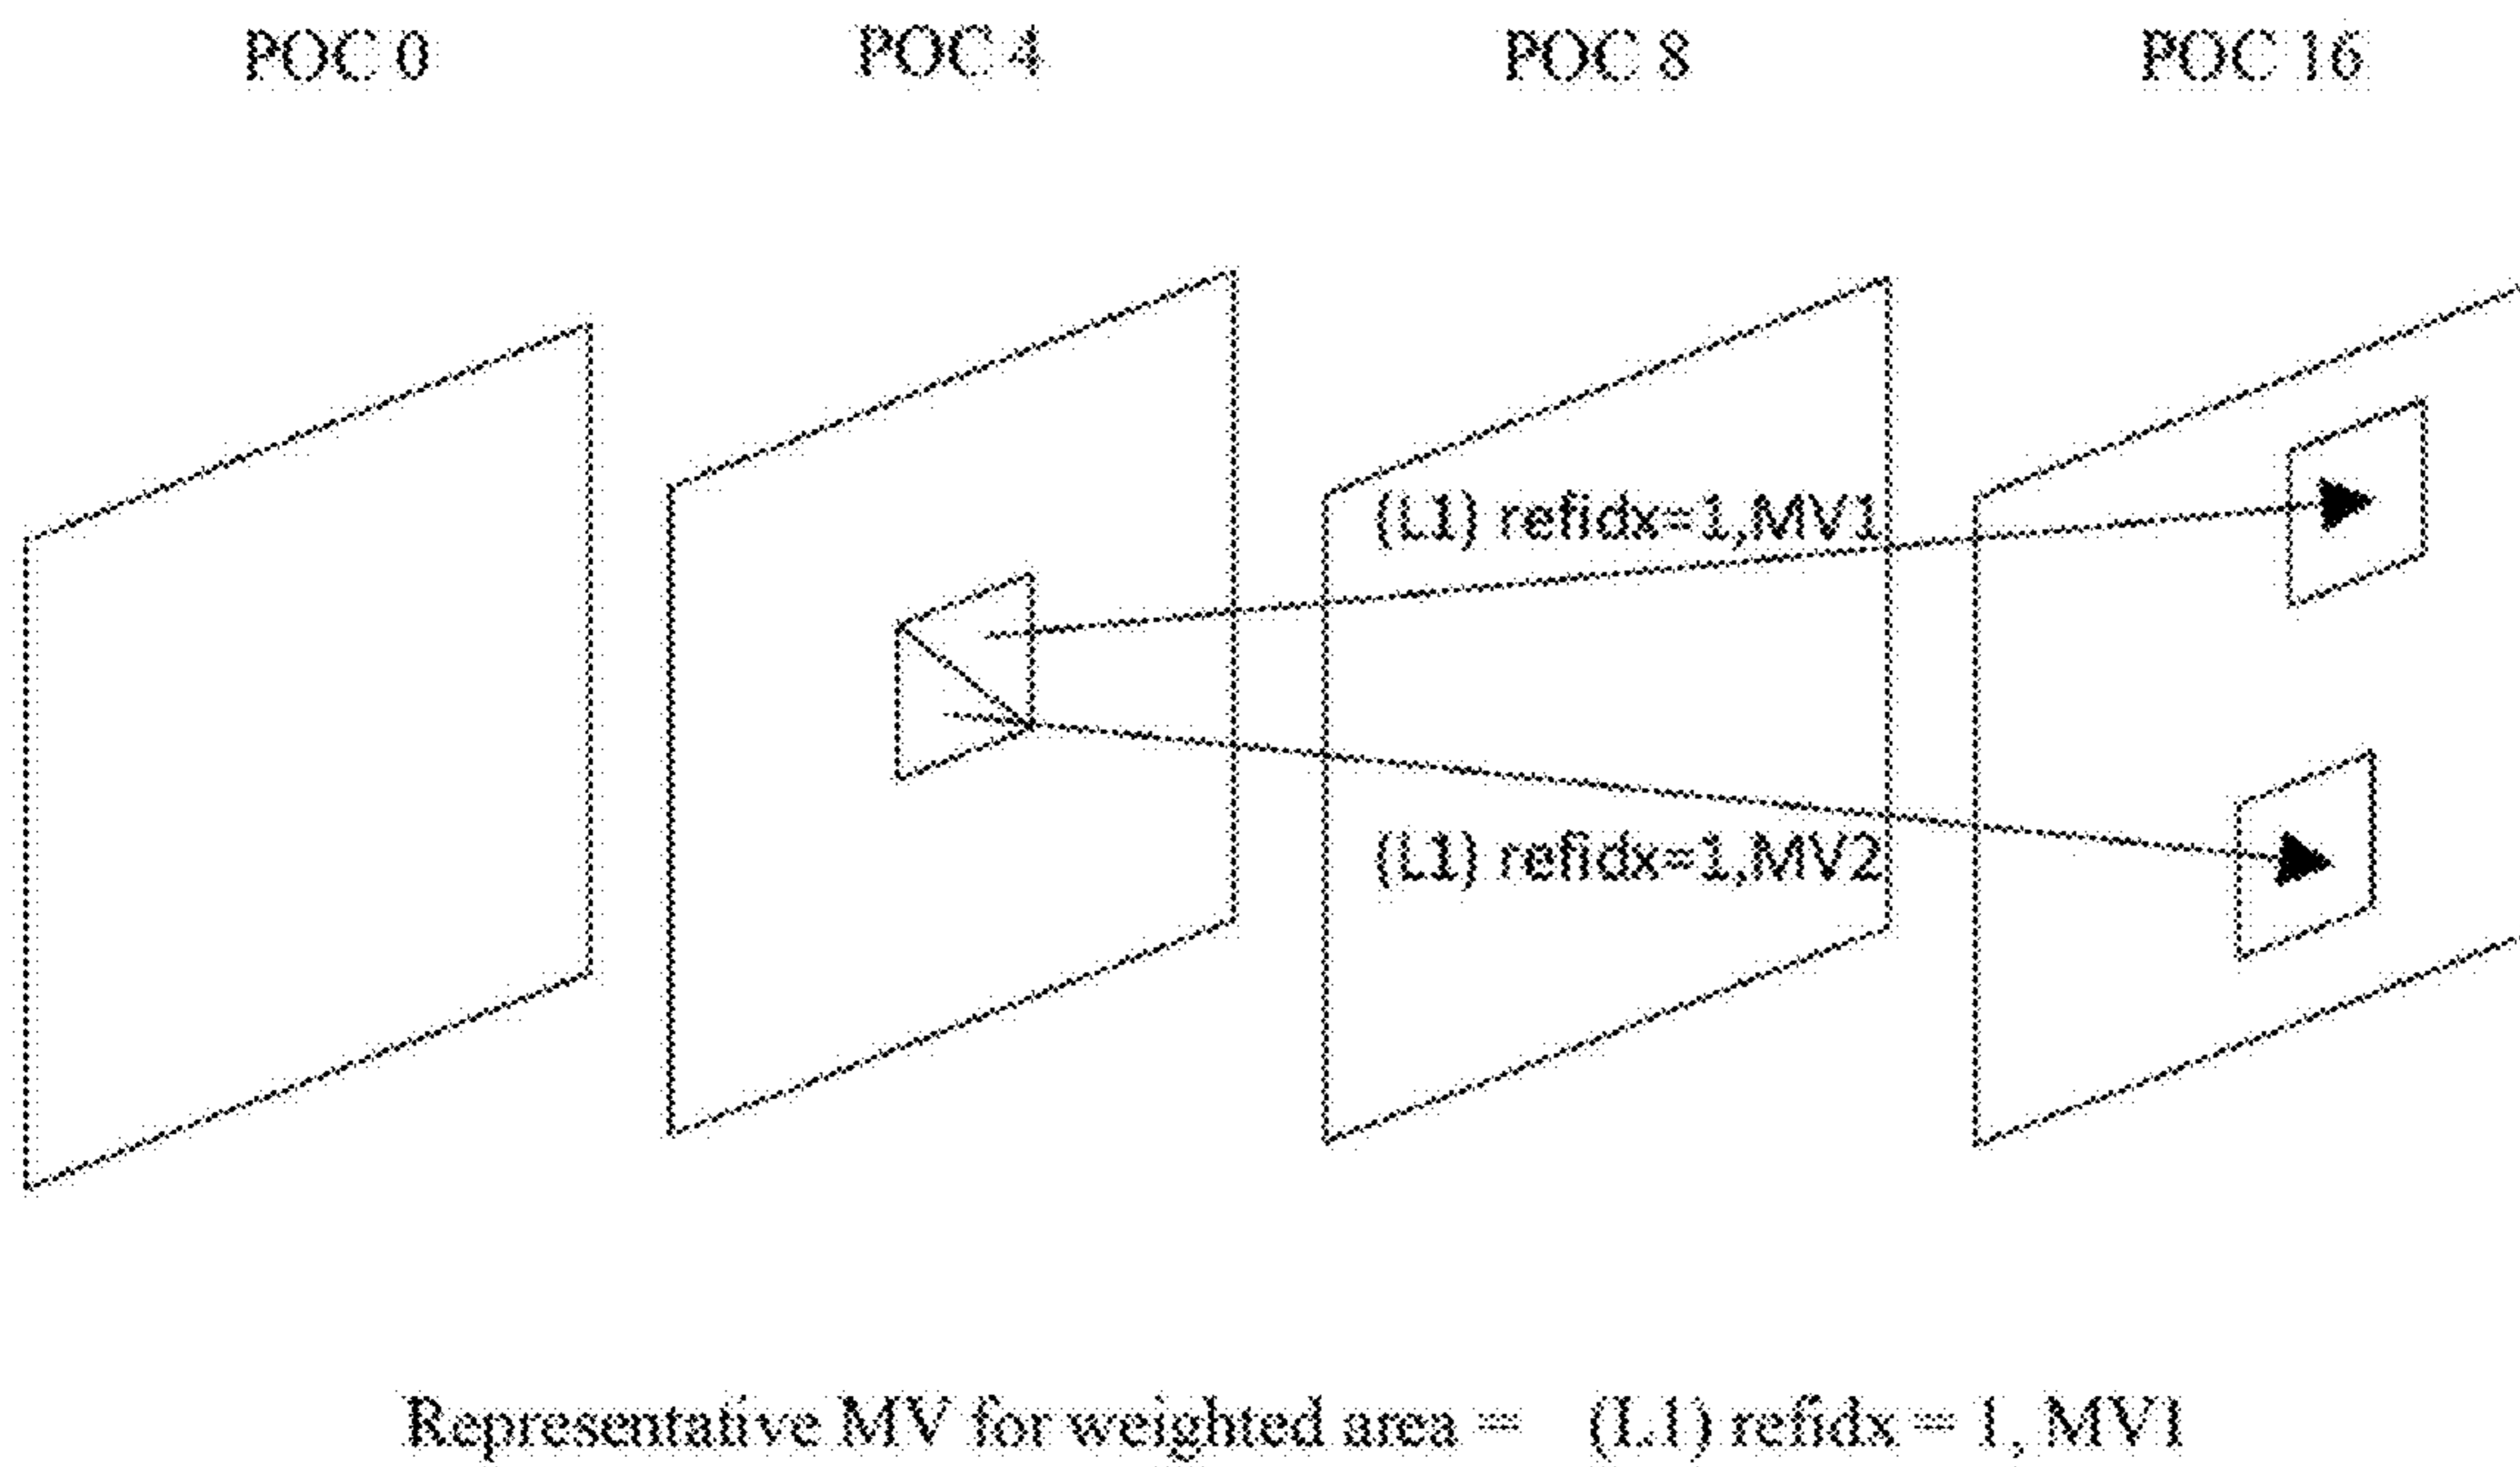 POC 0 POC 4 POC 8 POC 16
(L1) refidx=1,MV1
(L1) refidx=1,MV2
Representative MV for weighted area = (L1) refidx = 1, MV1